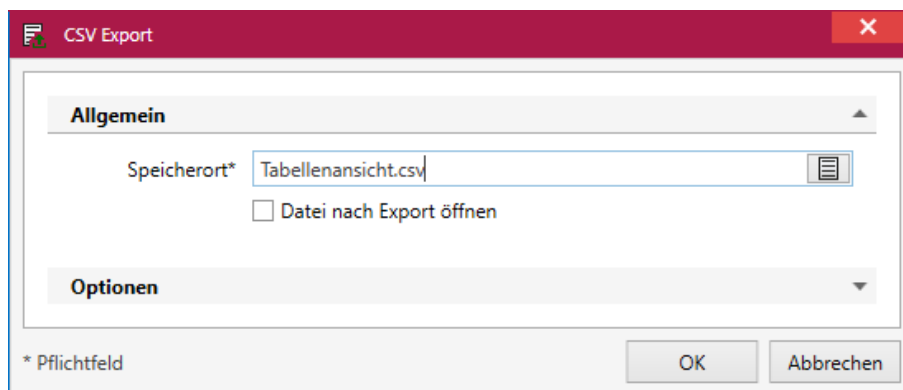 CSV Export
Allgemein
Speicherort* Tabellenansicht.csv
Datei nach Export öffnen
Optionen
* Pflichtfeld OK Abbrechen